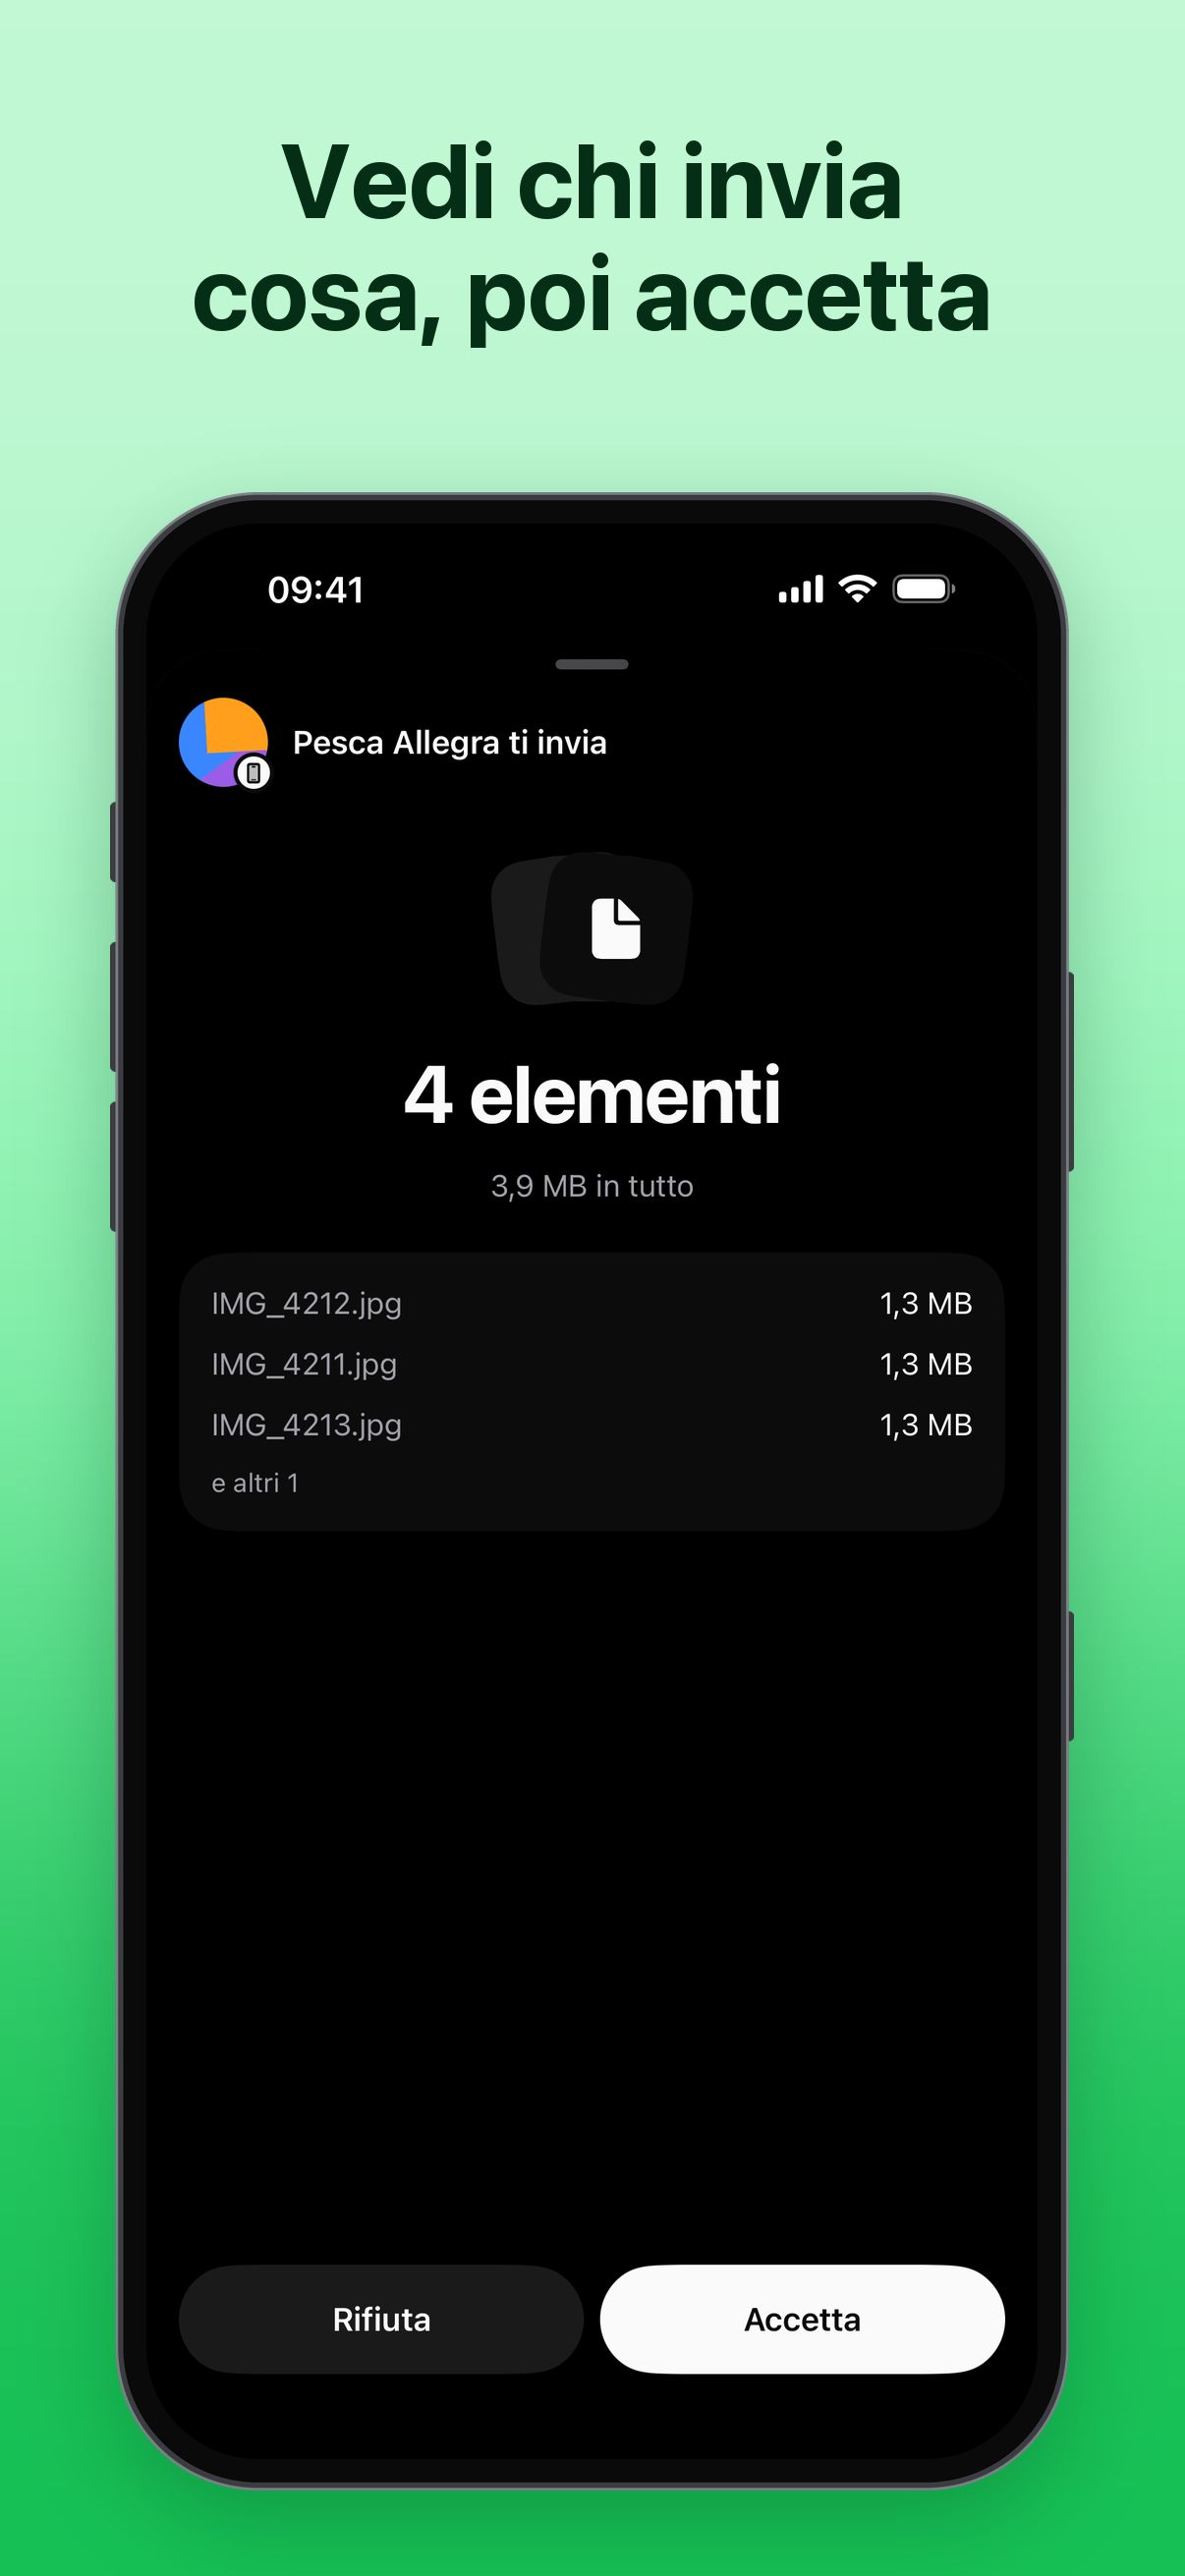 Vedi chi invia
cosa, poi accetta
09:41
Pesca Allegra ti invia
4 elementi
3,9 MB in tutto
IMG_4212.jpg 1,3 MB
IMG_4211.jpg 1,3 MB
IMG_4213.jpg 1,3 MB
e altri 1
Rifiuta Accetta